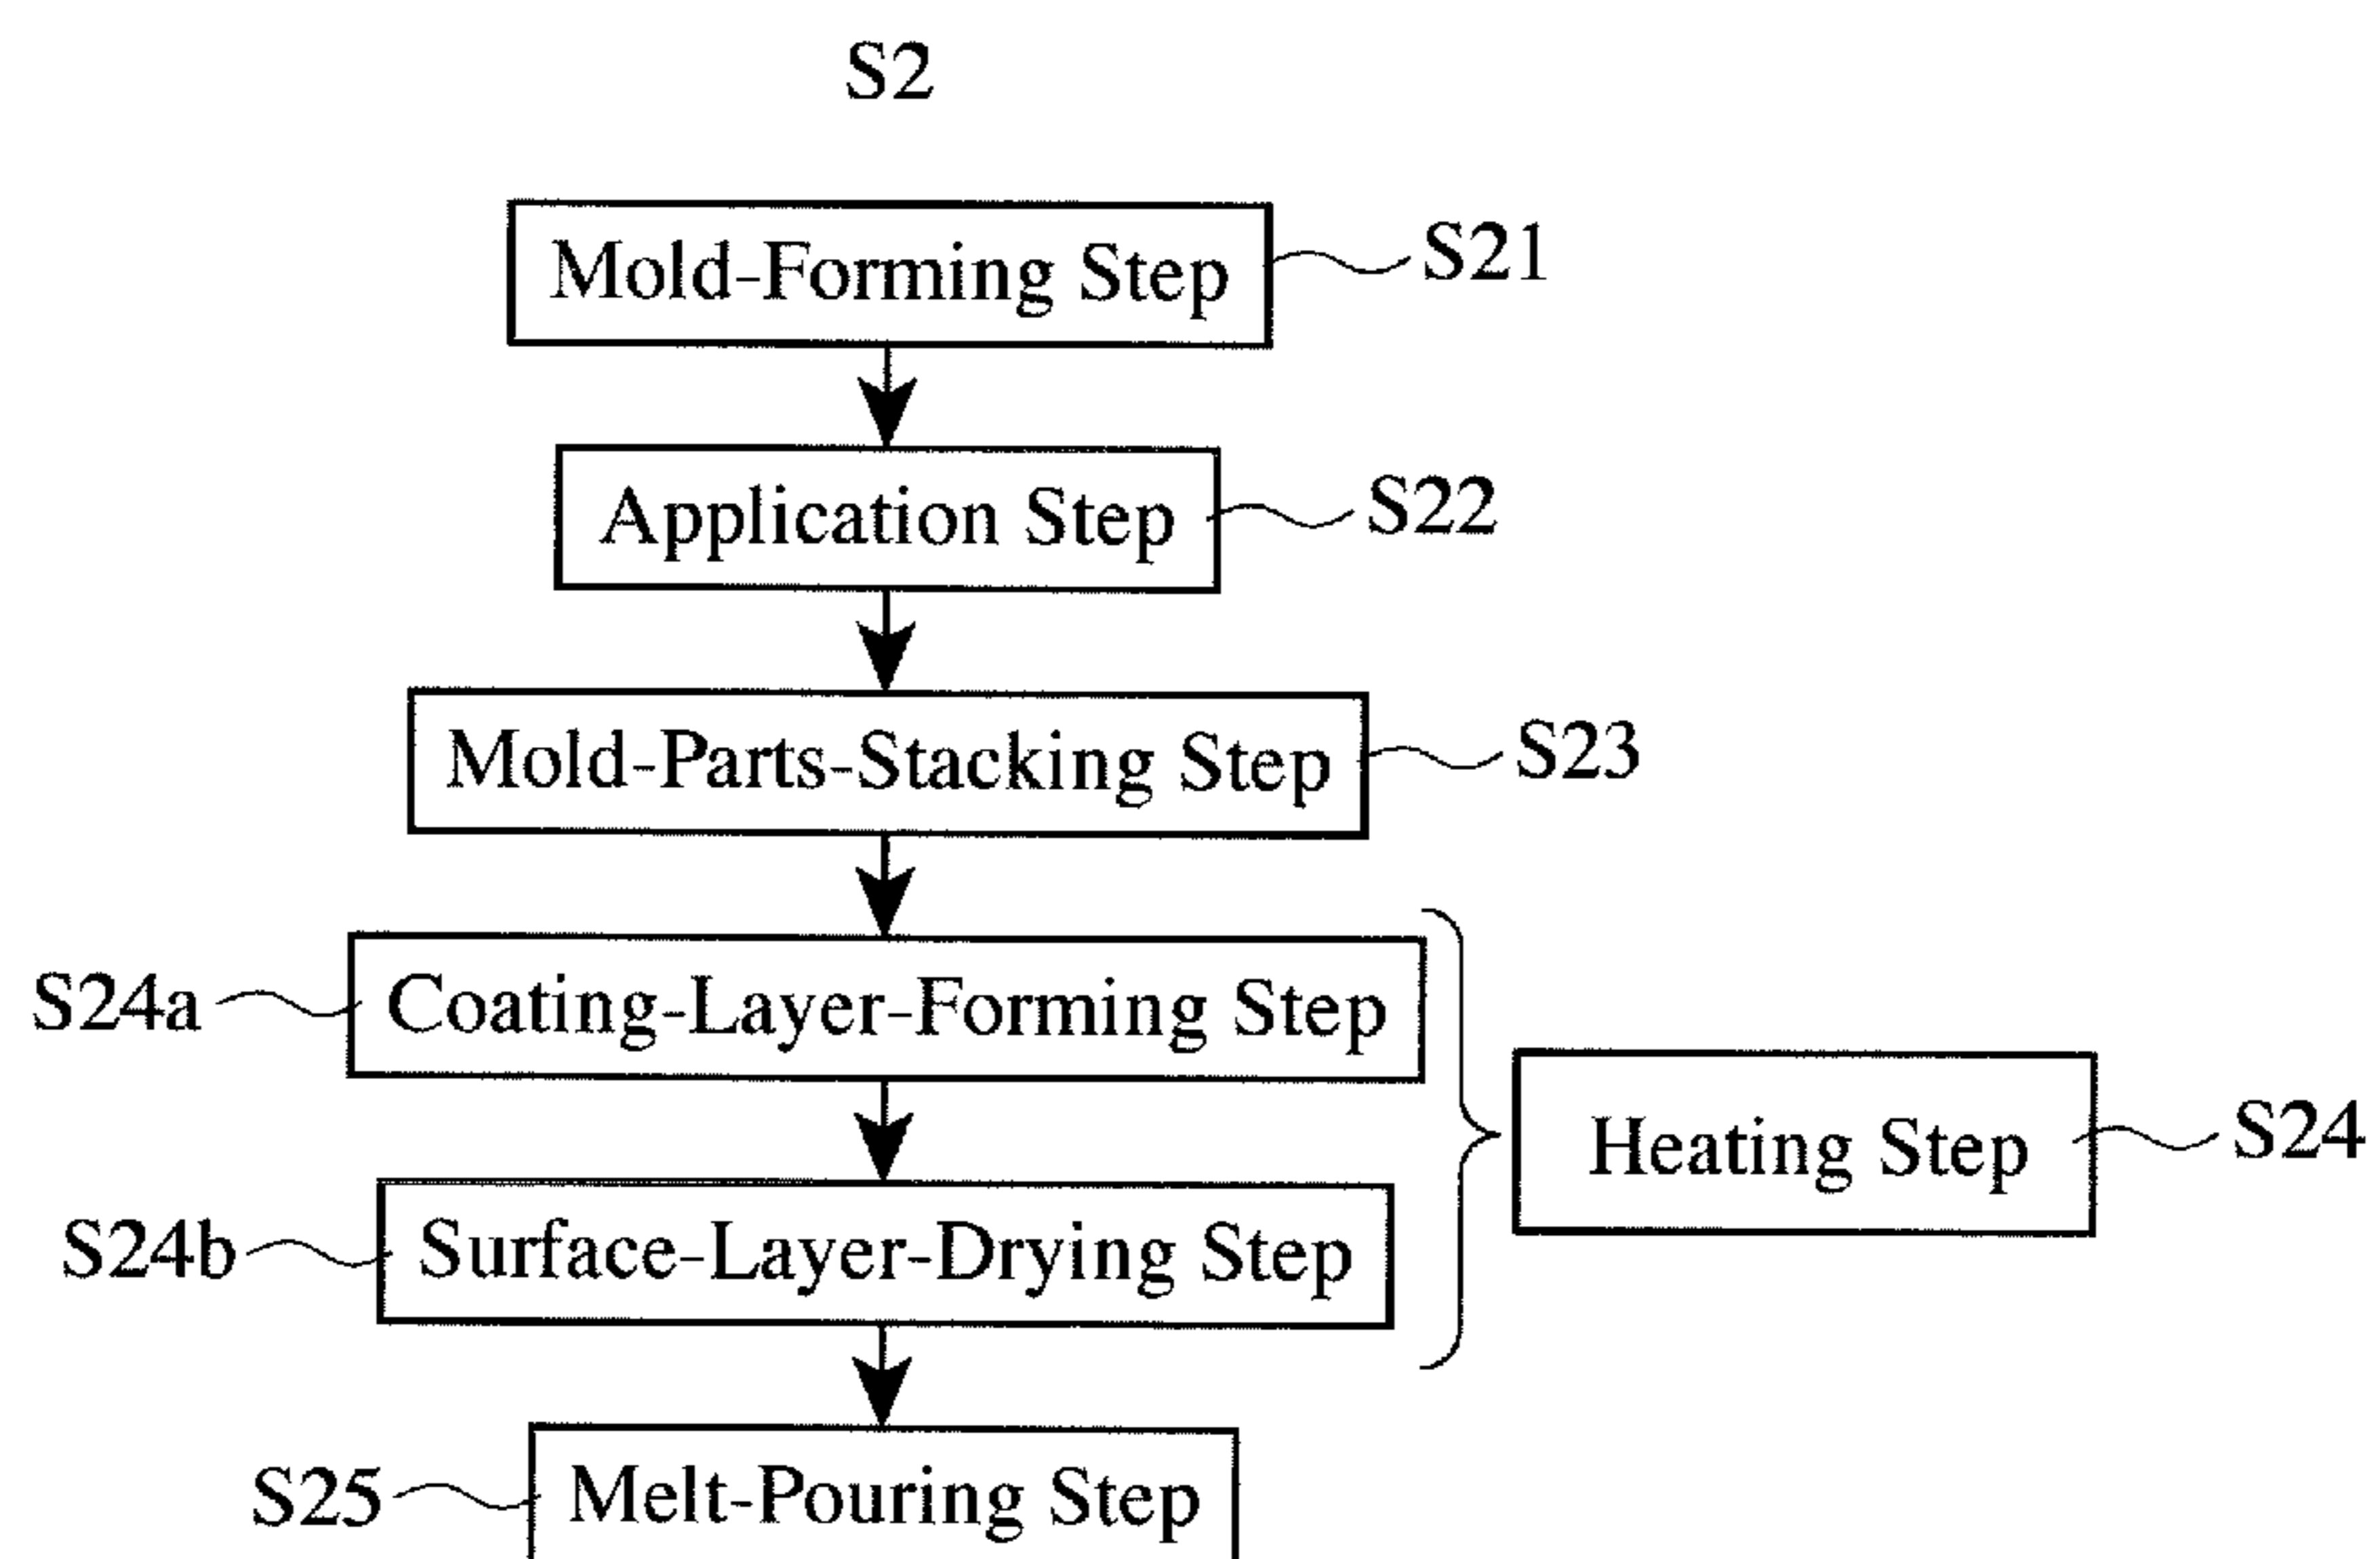 S2
Mold-Forming Step
S21
Application Step
S22
Mold-Parts-Stacking Step
S23
S24a
Coating-Layer-Forming Step
Heating Step
S24
S24b
Surface-Layer-Drying Step
S25
Melt-Pouring Step